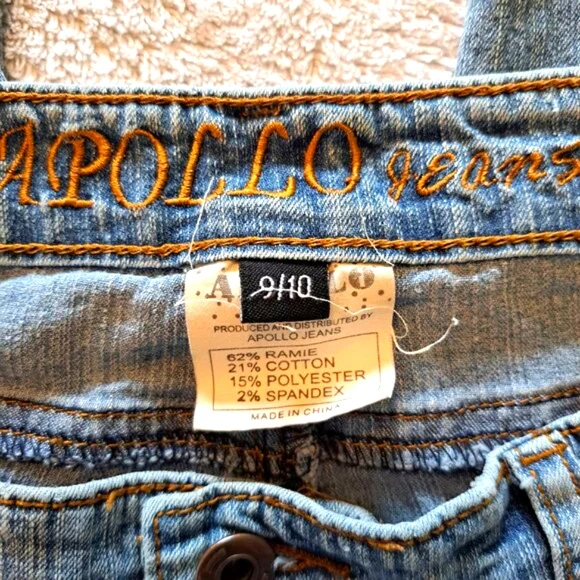 APOLLO Jeans
9/10
PRODUCED AND DISTRIBUTED BY
APOLLO JEANS
62% RAMIE
21% COTTON
15% POLYESTER
2% SPANDEX
MADE IN CHINA